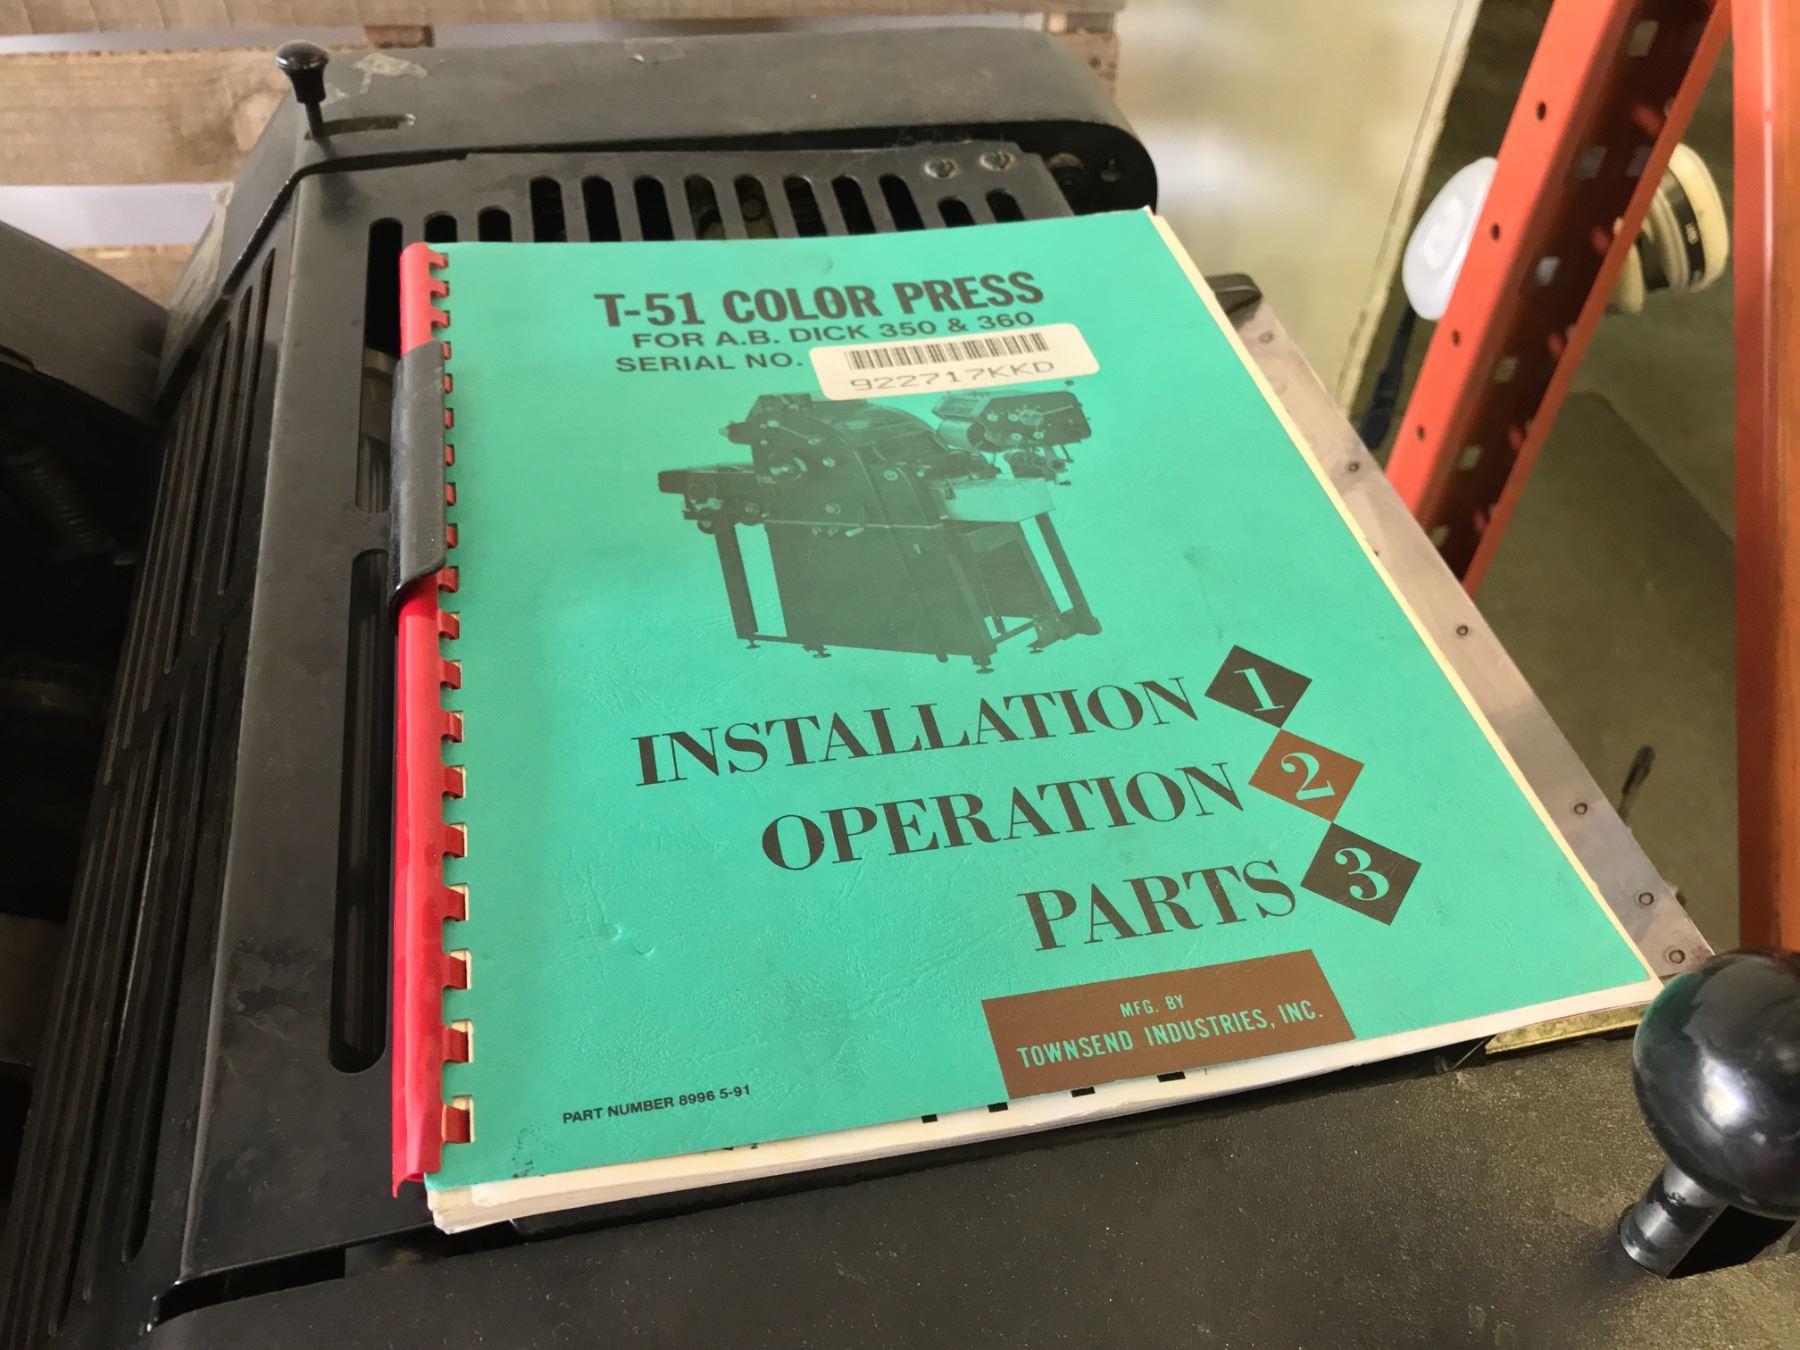 T-51 COLOR PRESS
FOR A.B. DICK 350 & 360
SERIAL NO. 922717KKD
INSTALLATION 1
OPERATION 2
PARTS 3
MFG. BY
TOWNSEND INDUSTRIES, INC.
PART NUMBER 8996 5-91